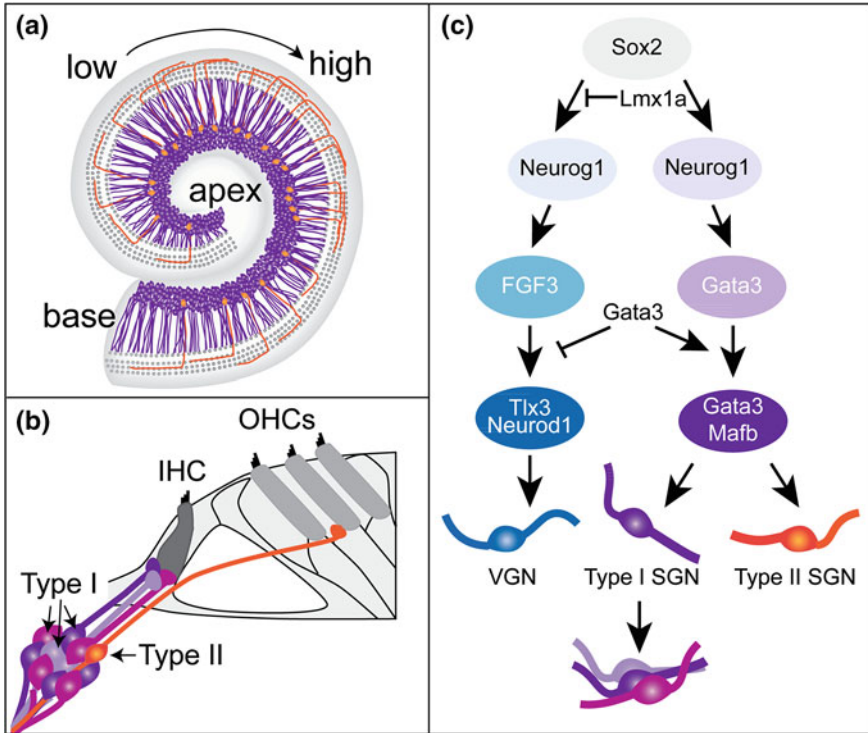 (a)
low
high
apex
base
(b)
OHCs
IHC
Type I
Type II
(c)
Sox2
Lmx1a
Neurog1
Neurog1
FGF3
Gata3
Gata3
Tlx3
Neurod1
Gata3
Mafb
VGN
Type I SGN
Type II SGN